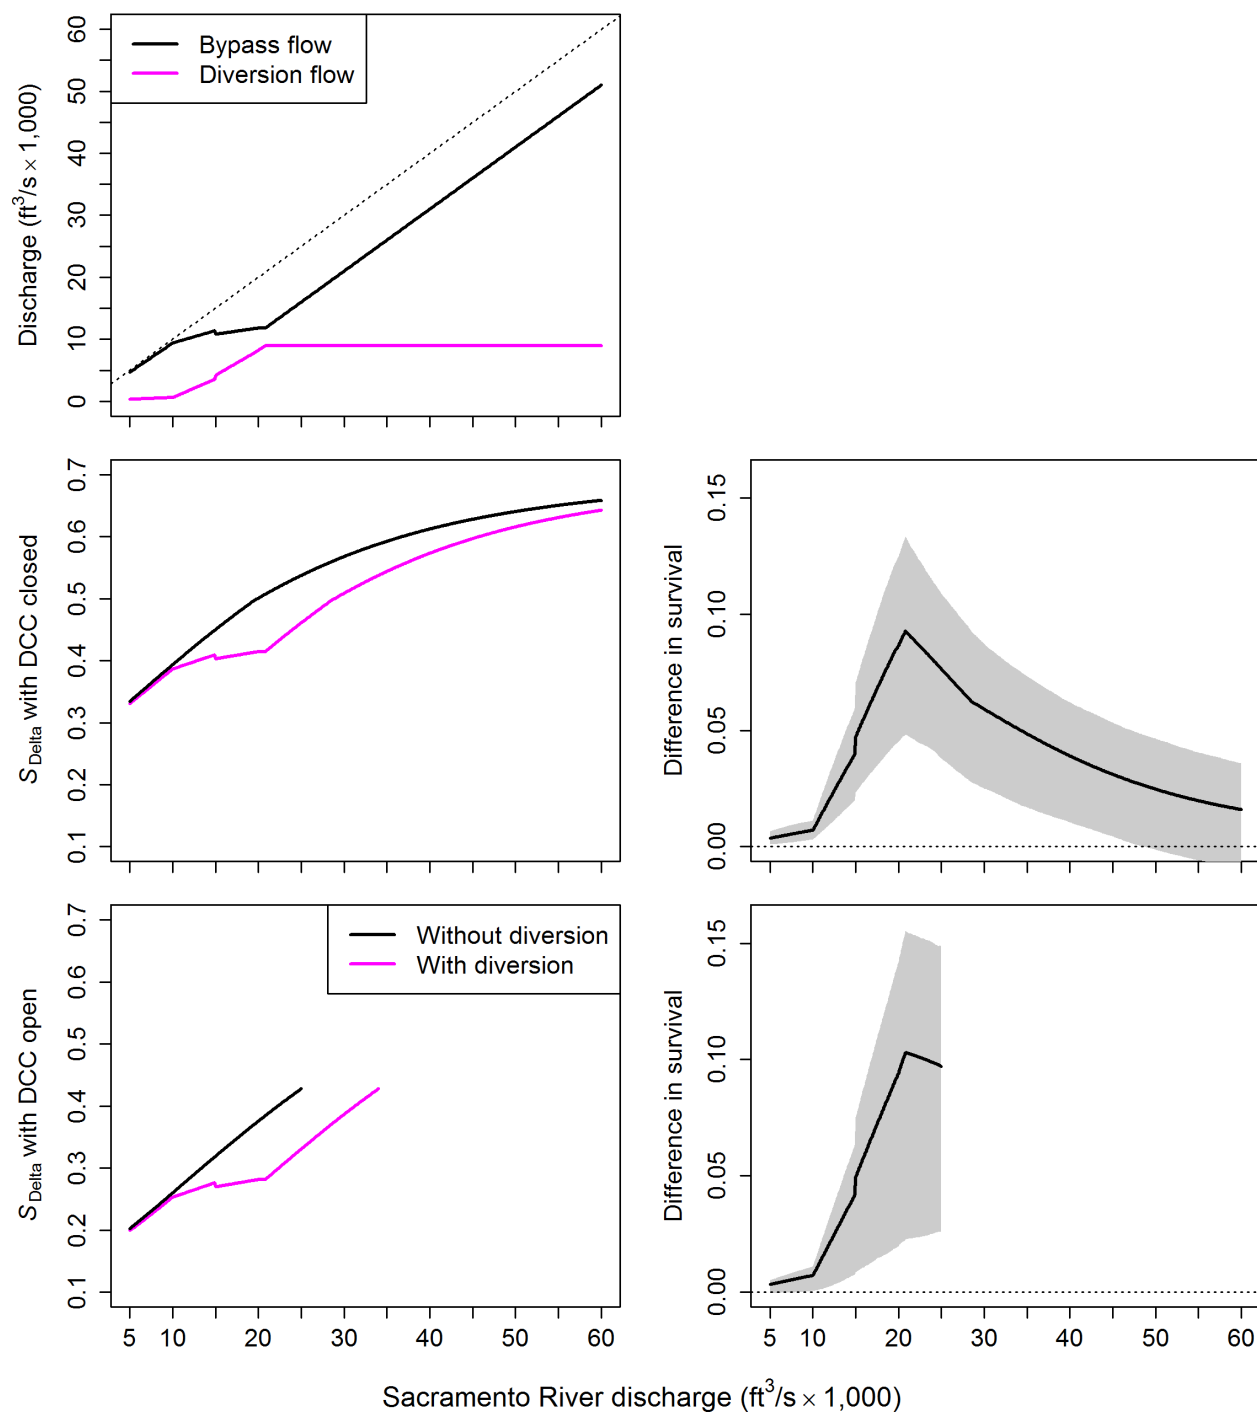 Discharge (ft³/s × 1,000)
60
50
40
30
20
10
0
Bypass flow
Diversion flow
S_Delta with DCC closed
0.7
0.6
0.5
0.4
0.3
0.2
0.1
Difference in survival
0.15
0.10
0.05
0.00
S_Delta with DCC open
0.7
0.6
0.5
0.4
0.3
0.2
0.1
Without diversion
With diversion
5 10 20 30 40 50 60
Difference in survival
0.15
0.10
0.05
0.00
5 10 20 30 40 50 60
Sacramento River discharge (ft³/s × 1,000)